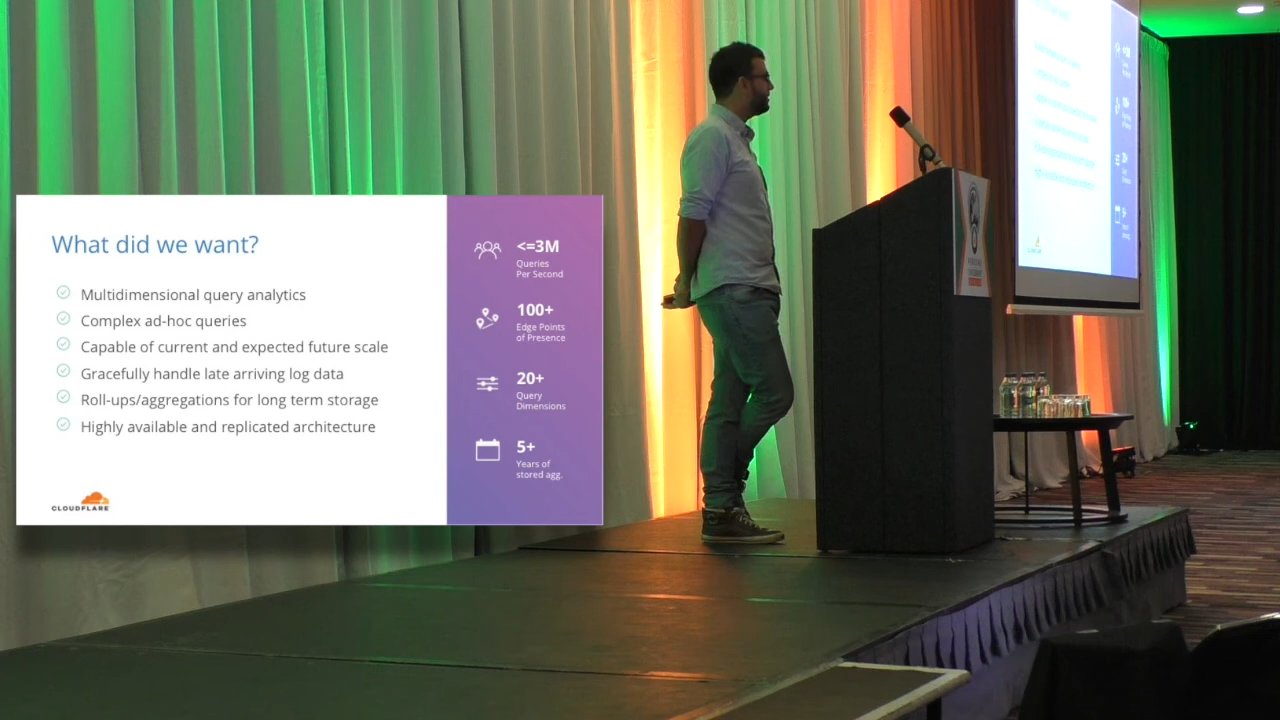 What did we want?
Multidimensional query analytics
Complex ad-hoc queries
Capable of current and expected future scale
Gracefully handle late arriving log data
Roll-ups/aggregations for long term storage
Highly available and replicated architecture
CLOUDFLARE
<=3M
Queries
Per Second
100+
Edge Points
of Presence
20+
Query
Dimensions
5+
Years of
stored agg.